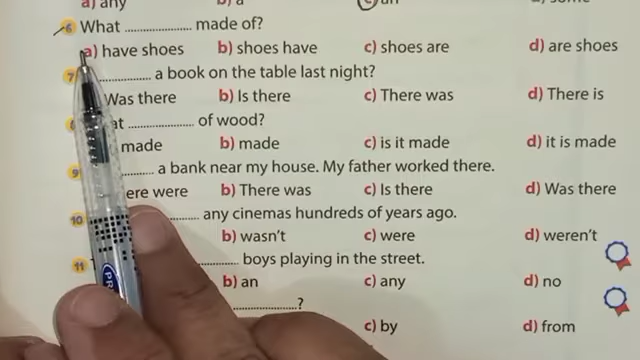 a) any b) a c) an
6 What .................... made of?
a) have shoes b) shoes have c) shoes are d) are shoes
7 .............. a book on the table last night?
Was there b) Is there c) There was d) There is
at .................... of wood?
made b) made c) is it made d) it is made
9 .......... a bank near my house. My father worked there.
ere were b) There was c) Is there d) Was there
10 .......... any cinemas hundreds of years ago.
b) wasn't c) were d) weren't
11 .......... boys playing in the street.
b) an c) any d) no
....................?
c) by d) from